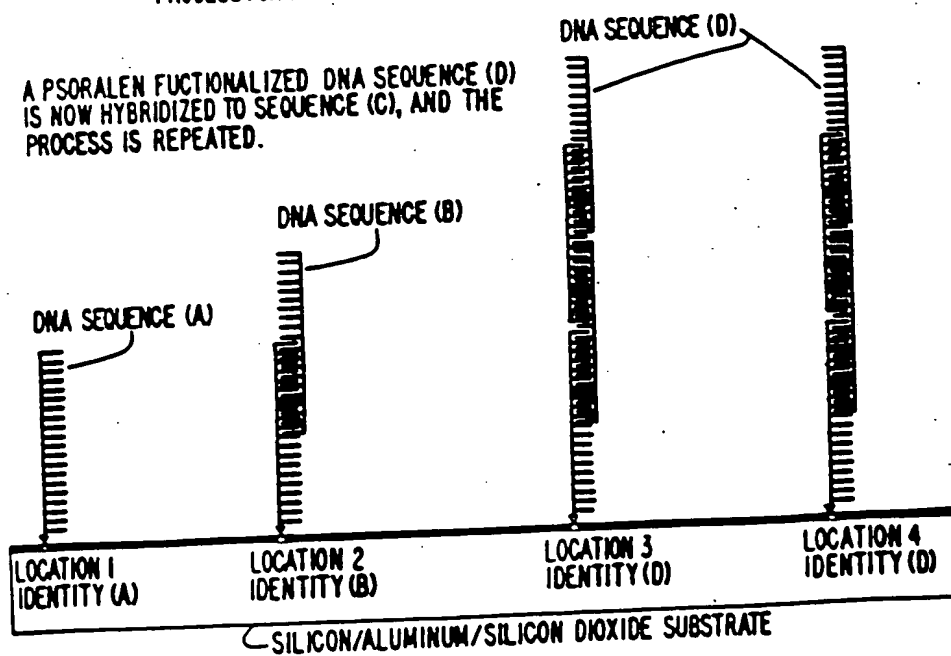 DNA SEQUENCE (D)
A PSORALEN FUCTIONALIZED DNA SEQUENCE (D)
IS NOW HYBRIDIZED TO SEQUENCE (C), AND THE
PROCESS IS REPEATED.
DNA SEQUENCE (B)
DNA SEQUENCE (A)
LOCATION 1
IDENTITY (A)
LOCATION 2
IDENTITY (B)
LOCATION 3
IDENTITY (D)
LOCATION 4
IDENTITY (D)
SILICON/ALUMINUM/SILICON DIOXIDE SUBSTRATE